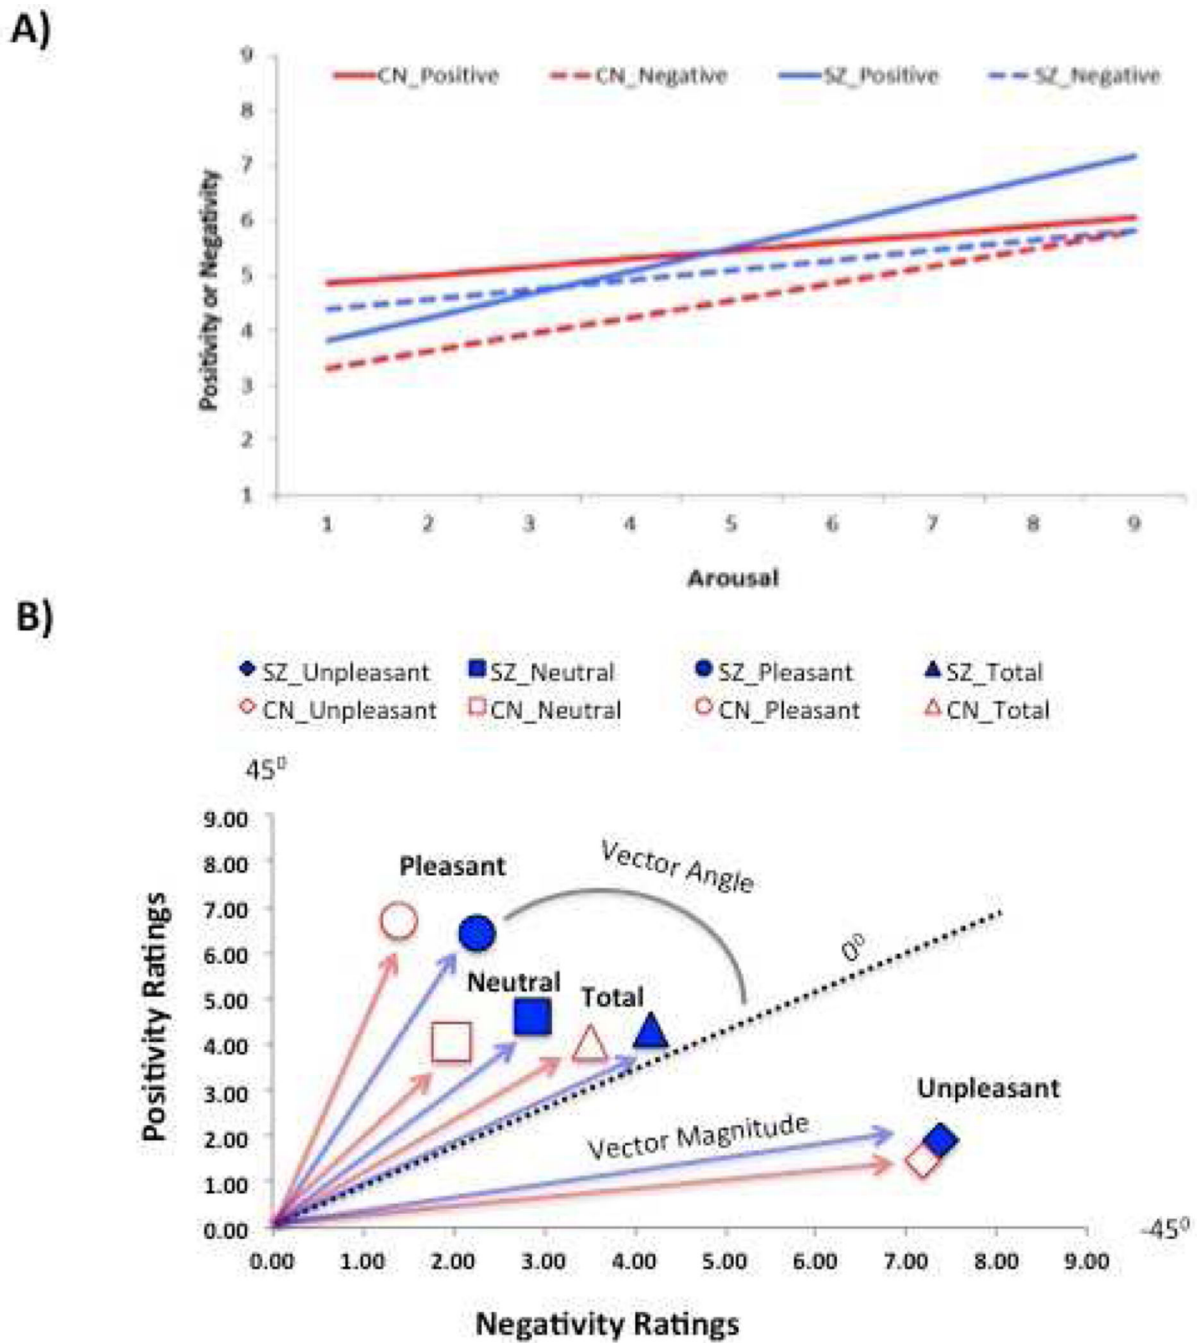 A)
CN_Positive CN_Negative SZ_Positive SZ_Negative
9
8
7
6
5
4
3
2
1
Positivity or Negativity
1 2 3 4 5 6 7 8 9
Arousal
B)
SZ_Unpleasant SZ_Neutral SZ_Pleasant SZ_Total
CN_Unpleasant CN_Neutral CN_Pleasant CN_Total
45⁰
9.00
8.00
7.00
6.00
5.00
4.00
3.00
2.00
1.00
0.00
Positivity Ratings
Pleasant
Vector Angle
0⁰
Neutral
Total
Unpleasant
Vector Magnitude
-45⁰
0.00 1.00 2.00 3.00 4.00 5.00 6.00 7.00 8.00 9.00
Negativity Ratings